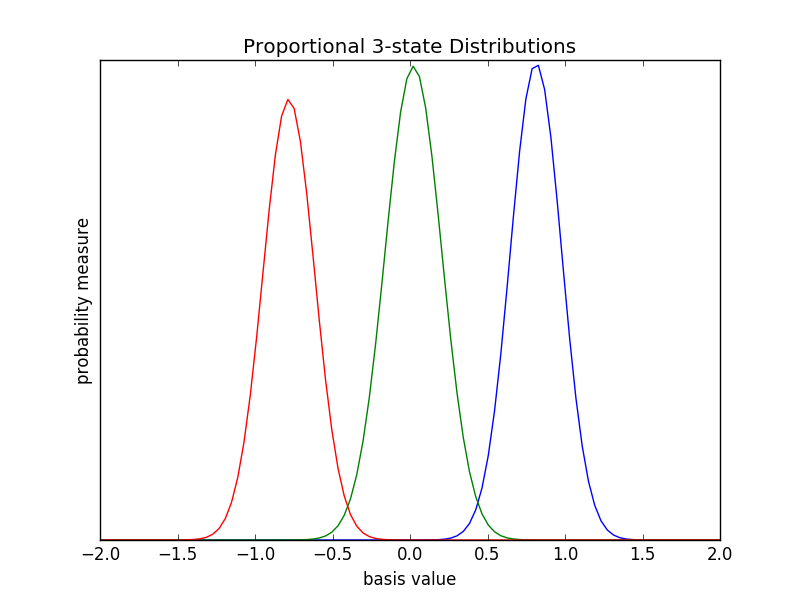 Proportional 3-state Distributions
probability measure
−2.0 −1.5 −1.0 −0.5 0.0 0.5 1.0 1.5 2.0
basis value